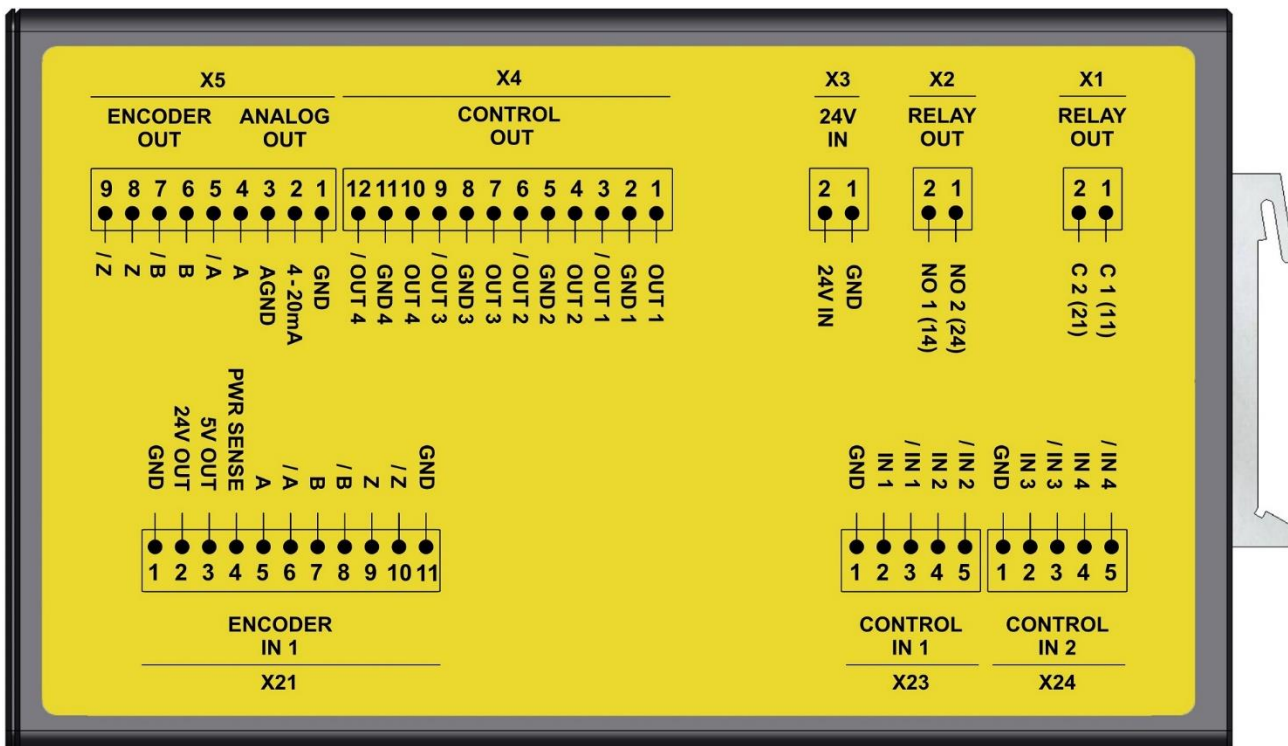 X5 X4 X3 X2 X1
ENCODER OUT ANALOG OUT CONTROL OUT 24V IN RELAY OUT RELAY OUT
9 8 7 6 5 4 3 2 1 12 11 10 9 8 7 6 5 4 3 2 1 2 1 2 1 2 1
/ Z
Z
/ B
B
/ A
A
AGND
4 - 20mA
GND
/ OUT 4
GND 4
OUT 4
/ OUT 3
GND 3
OUT 3
/ OUT 2
GND 2
OUT 2
/ OUT 1
GND 1
OUT 1
24V IN
GND
NO 1 (14)
NO 2 (24)
C 2 (21)
C 1 (11)
GND
24V OUT
5V OUT
PWR SENSE
A
/ A
B
/ B
Z
/ Z
GND
GND
IN 1
/ IN 1
IN 2
/ IN 2
GND
IN 3
/ IN 3
IN 4
/ IN 4
1 2 3 4 5 6 7 8 9 10 11 1 2 3 4 5 1 2 3 4 5
ENCODER CONTROL CONTROL
IN 1 IN 1 IN 2
X21 X23 X24